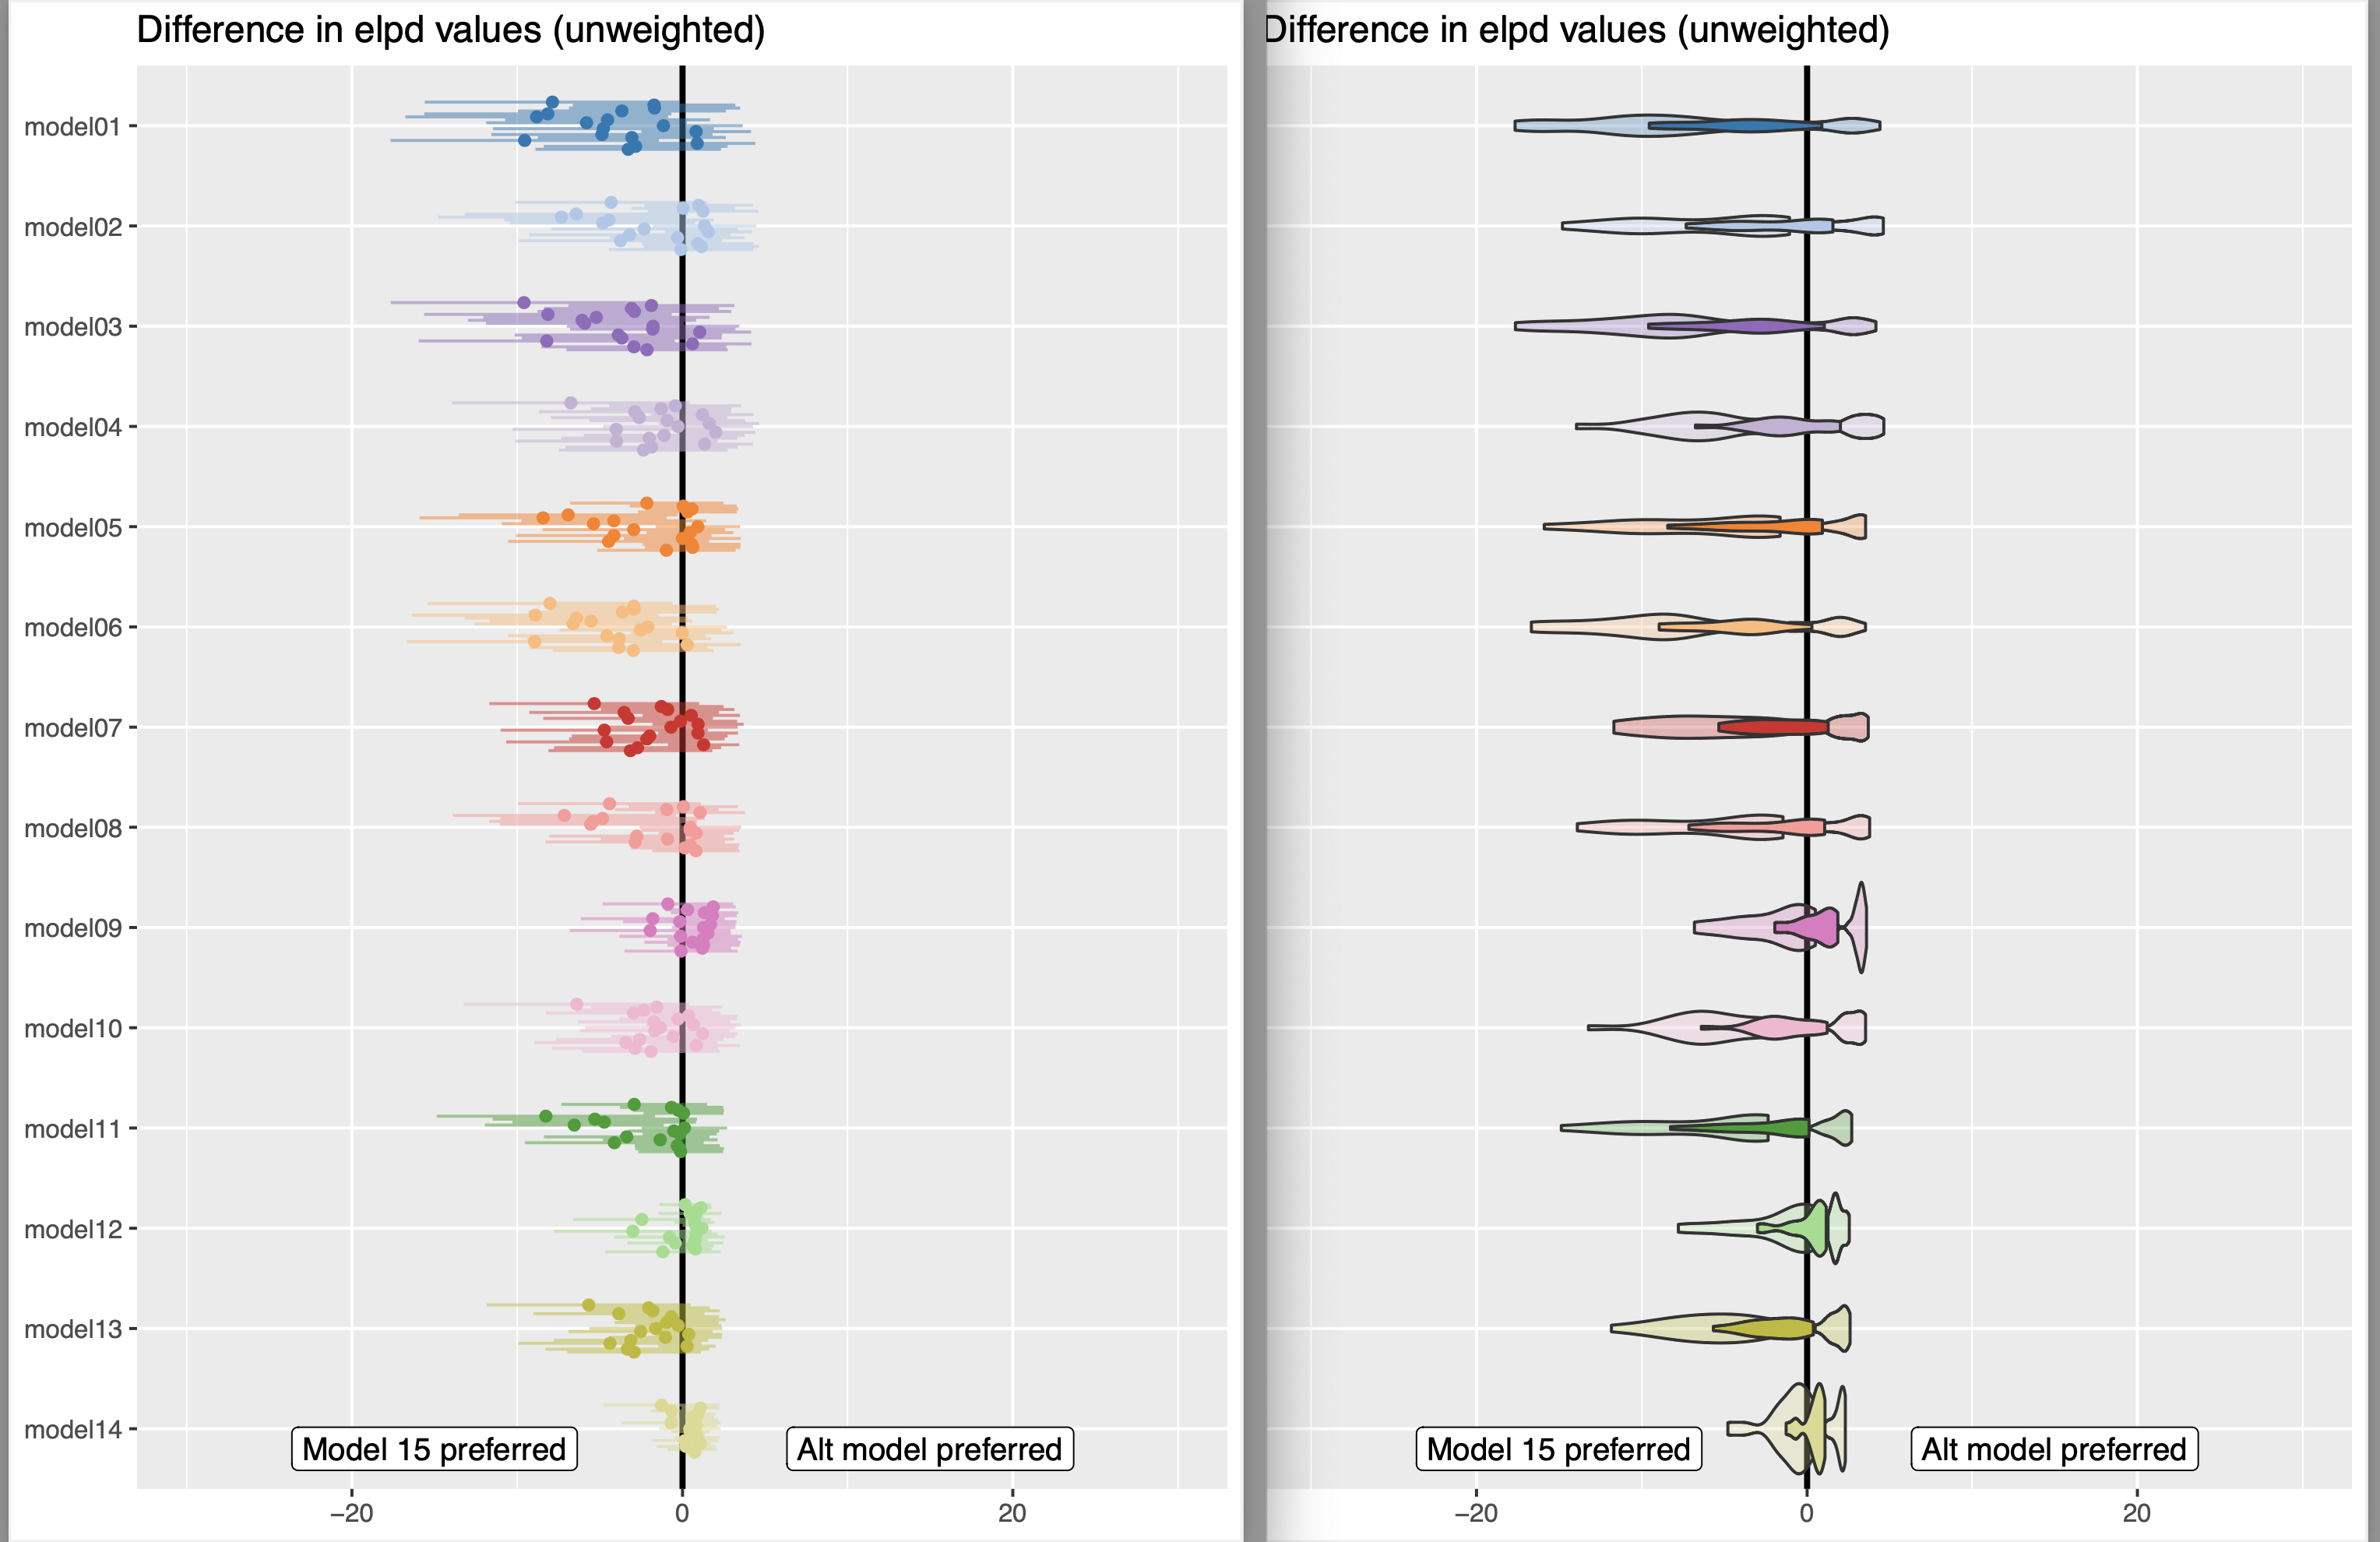 Difference in elpd values (unweighted)
model01
model02
model03
model04
model05
model06
model07
model08
model09
model10
model11
model12
model13
model14
Model 15 preferred
Alt model preferred
−20
0
20
Difference in elpd values (unweighted)
Model 15 preferred
Alt model preferred
−20
0
20